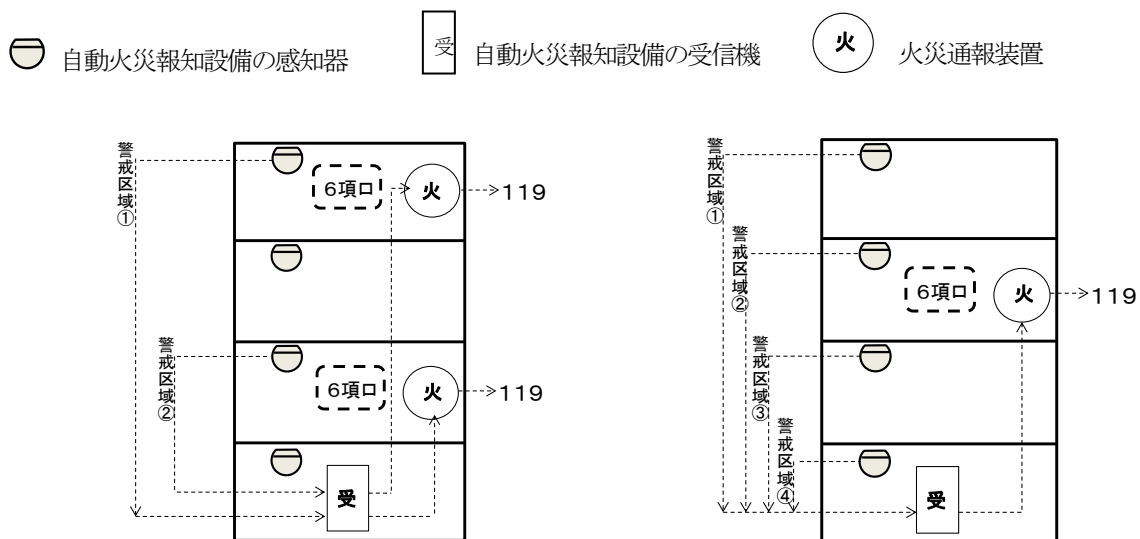 自動火災報知設備の感知器
受
自動火災報知設備の受信機
火
火災通報装置
警戒区域①
6項ロ
火
119
警戒区域②
6項ロ
火
119
受
警戒区域①
警戒区域②
6項ロ
火
119
警戒区域③
警戒区域④
受